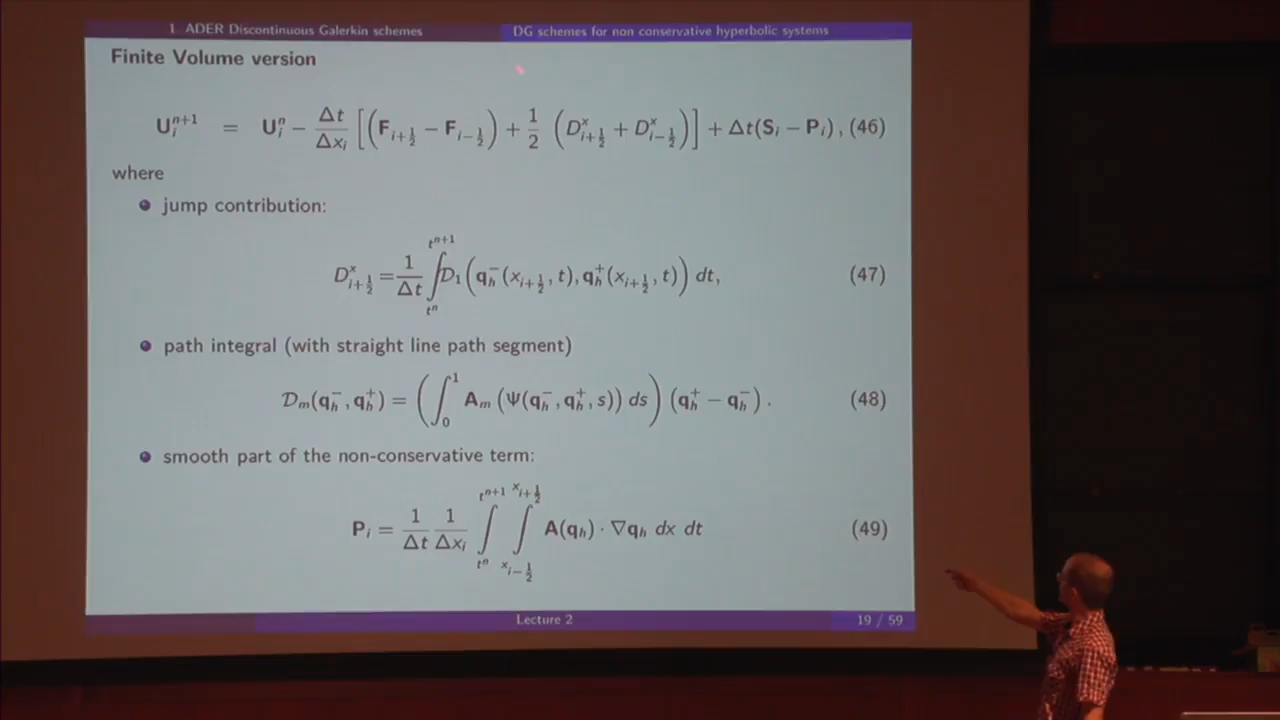 1. ADER Discontinuous Galerkin schemes
DG schemes for non conservative hyperbolic systems
Finite Volume version
U_i^{n+1} = U_i^n − Δt/Δx_i [(F_{i+1/2} − F_{i−1/2}) + 1/2 (D^x_{i+1/2} + D^x_{i−1/2})] + Δt(S_i − P_i), (46)
where
jump contribution:
D^x_{i+1/2} = 1/Δt ∫_{t^n}^{t^{n+1}} D_1(q_h^−(x_{i+1/2}, t), q_h^+(x_{i+1/2}, t)) dt, (47)
path integral (with straight line path segment)
D_m(q_h^−, q_h^+) = (∫_0^1 A_m (Ψ(q_h^−, q_h^+, s)) ds) (q_h^+ − q_h^−). (48)
smooth part of the non-conservative term:
P_i = 1/Δt 1/Δx_i ∫_{t^n}^{t^{n+1}} ∫_{x_{i−1/2}}^{x_{i+1/2}} A(q_h) · ∇q_h dx dt (49)
Lecture 2
19 / 59